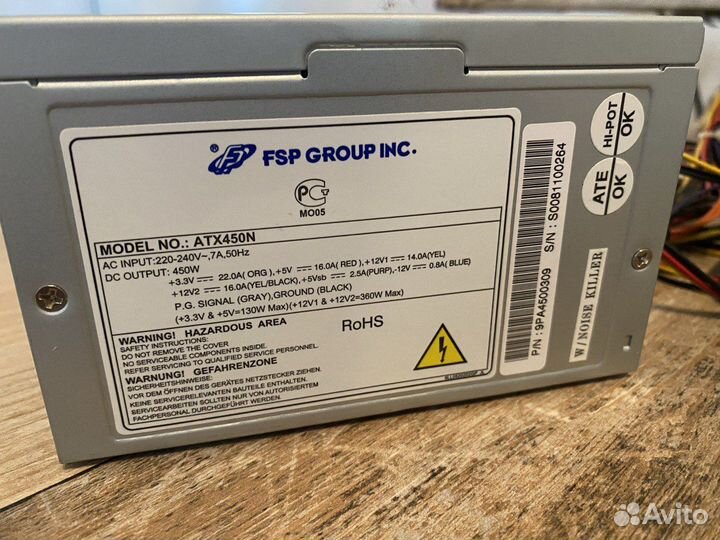 FSP GROUP INC.
PG
MO05
MODEL NO.: ATX450N
AC INPUT:220-240V~,7A,50Hz
DC OUTPUT: 450W
+3.3V ⎓ 22.0A( ORG ), +5V ⎓ 16.0A( RED ), +12V1 ⎓ 14.0A(YEL)
+12V2 ⎓ 16.0A(YEL/BLACK), +5Vsb ⎓ 2.5A(PURP),-12V ⎓ 0.8A( BLUE)
P.G. SIGNAL (GRAY),GROUND (BLACK)
(+3.3V & +5V=130W Max)(+12V1 & +12V2=360W Max)
WARNING! HAZARDOUS AREA
SAFETY INSTRUCTIONS:
DO NOT REMOVE THE COVER
NO SERVICEABLE COMPONENTS INSIDE.
REFER SERVICING TO QUALIFIED SERVICE PERSONNEL.
WARNUNG! GEFAHRENZONE
SICHERHEITSHINWEISE:
VOR DEM ÖFFNEN DES GERÄTES NETZSTECKER ZIEHEN.
KEINE SERVICERELEVANTEN BAUTEILE ENTHALTEN.
SERVICEARBEITEN SIND NUR VON AUTORISIERTEM
FACHPERSONAL DURCHGEFÜHRT WERDEN.
RoHS
P/N : 9PA4500309
S/N : S0081100264
HI-POT
OK
ATE
OK
W/NOISE KILLER
Avito